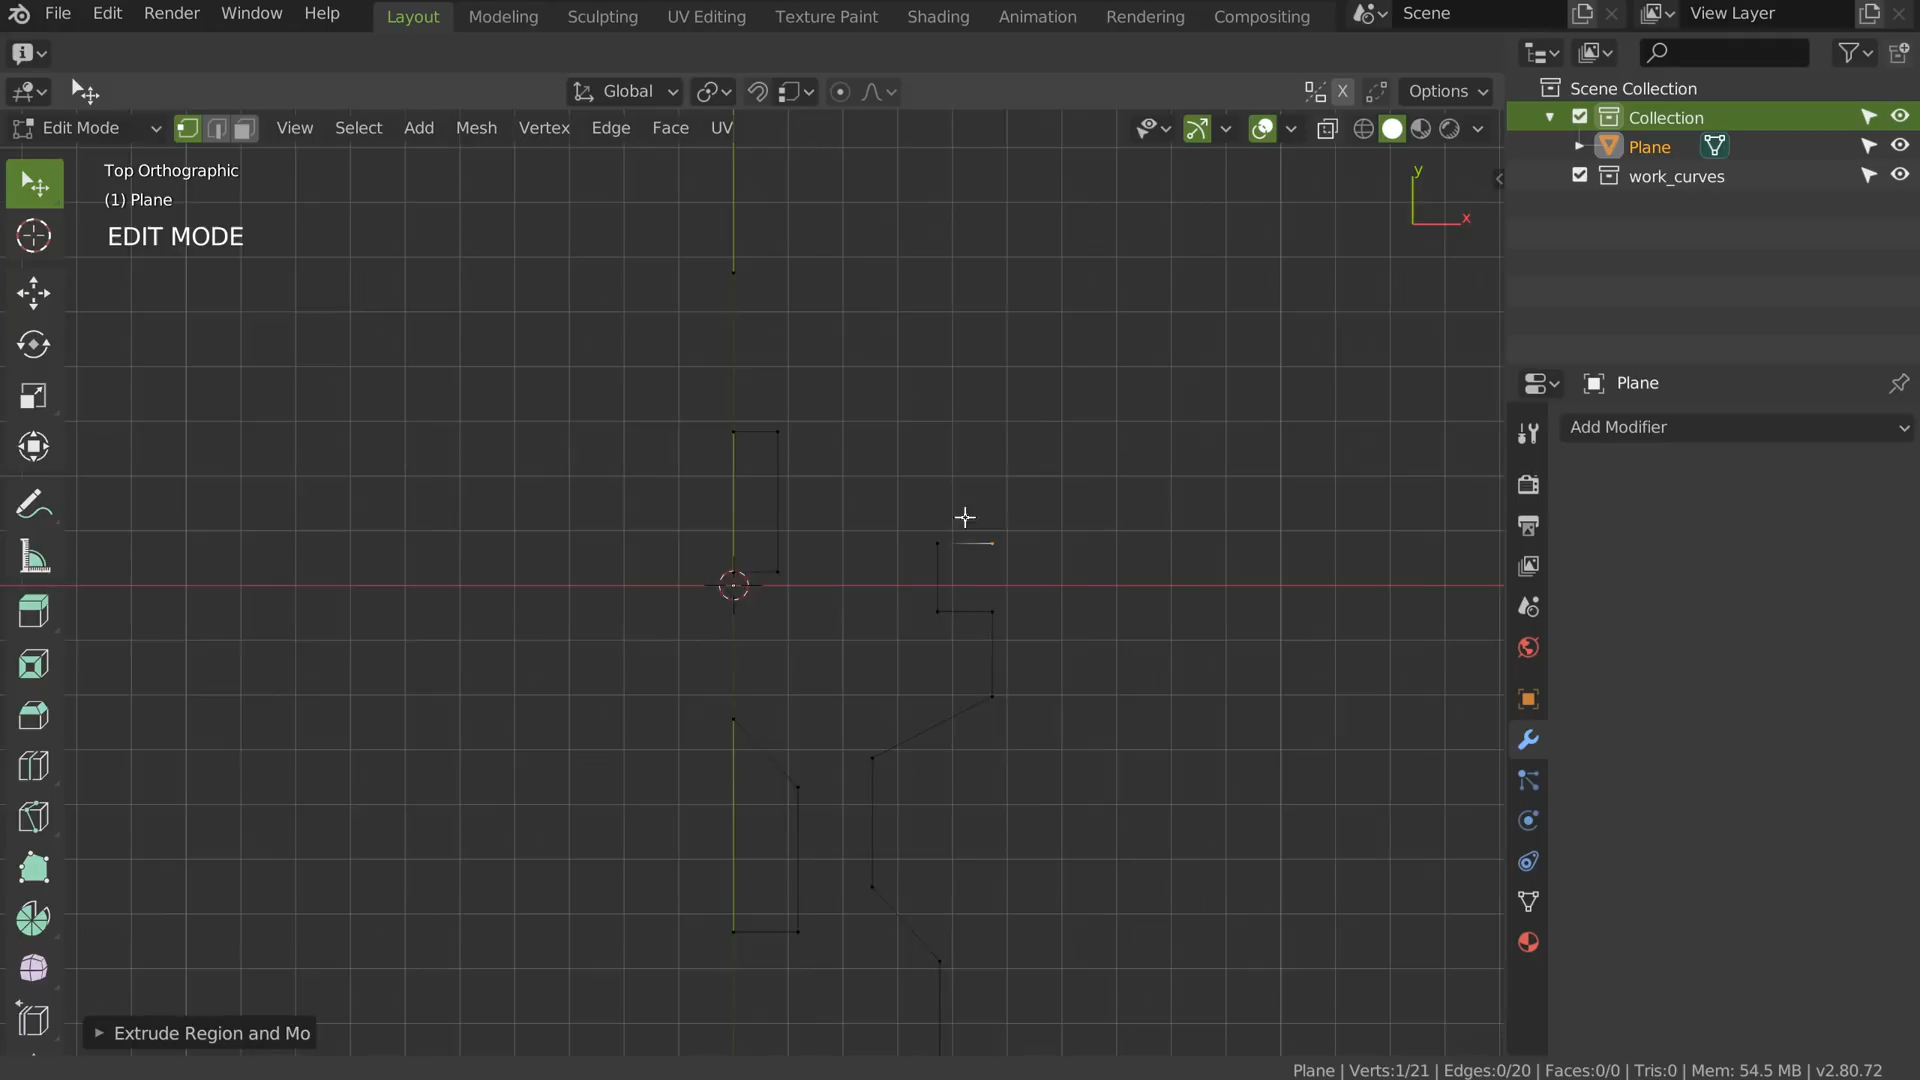 File Edit Render Window Help Layout Modeling Sculpting UV Editing Texture Paint Shading Animation Rendering Compositing Scene View Layer
Global X Options
Scene Collection
Edit Mode View Select Add Mesh Vertex Edge Face UV
Collection
Plane
work_curves
Top Orthographic
(1) Plane
EDIT MODE
y
x
Plane
Add Modifier
Extrude Region and Mo
Plane | Verts:1/21 | Edges:0/20 | Faces:0/0 | Tris:0 | Mem: 54.5 MB | v2.80.72